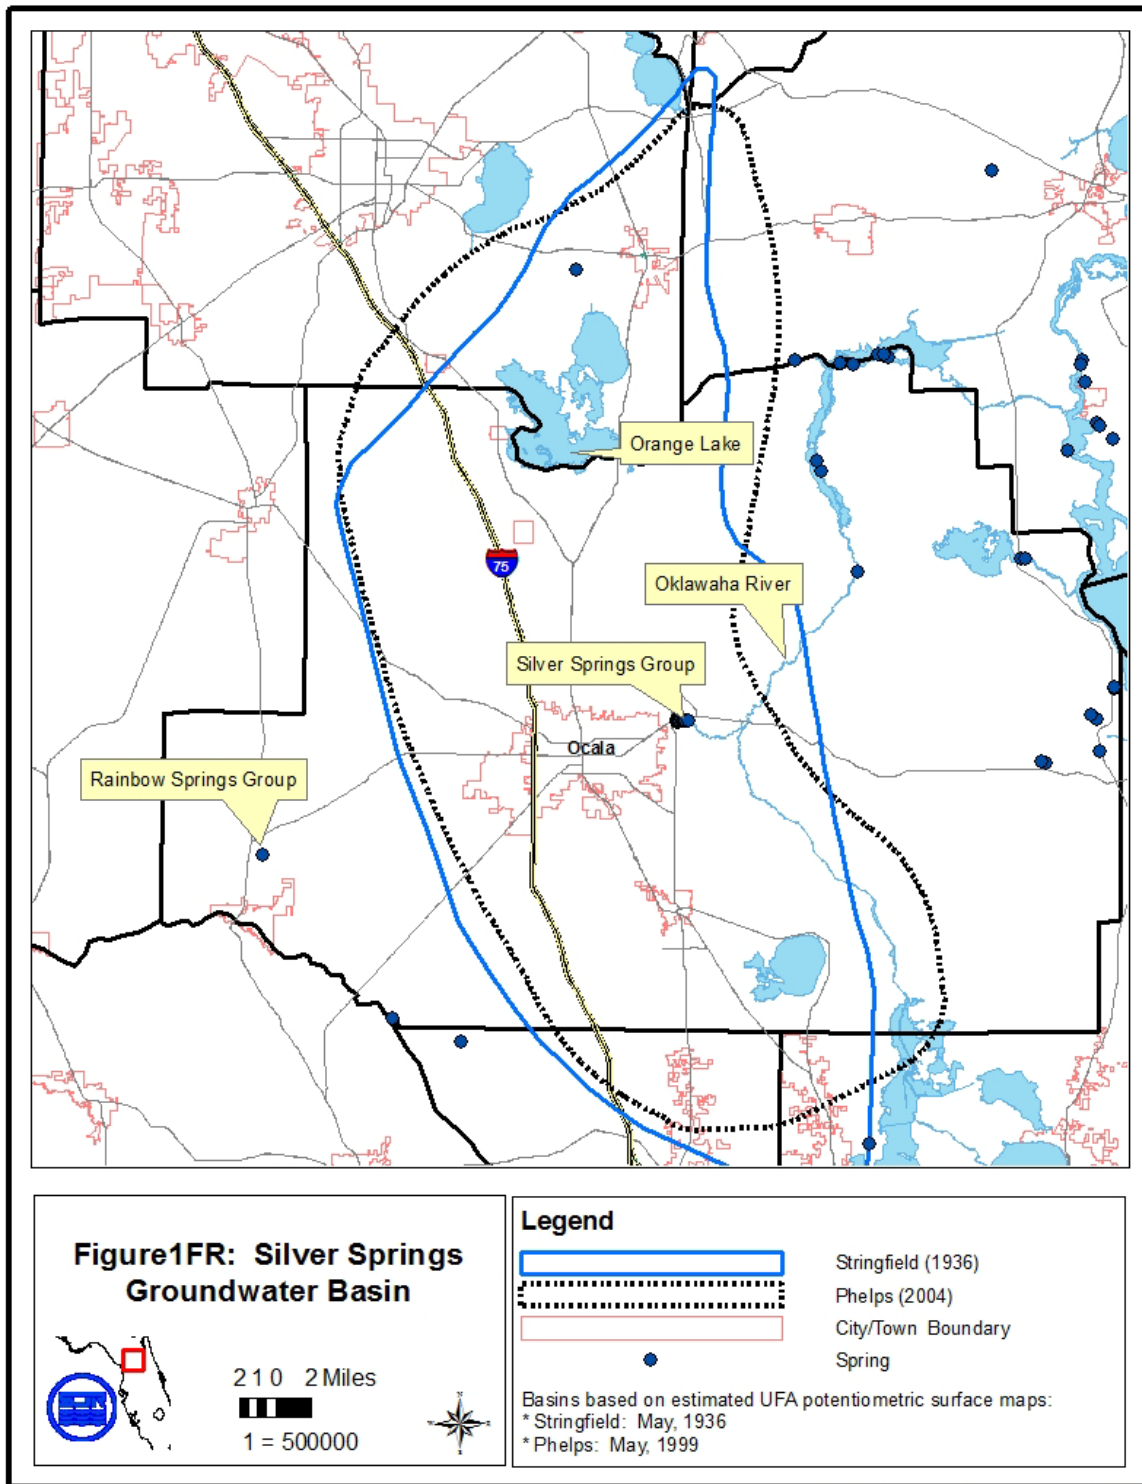 Orange Lake
75
Oklawaha River
Silver Springs Group
Ocala
Rainbow Springs Group
Figure1FR: Silver Springs
Groundwater Basin
2 1 0 2 Miles
1 = 500000
Legend
Stringfield (1936)
Phelps (2004)
City/Town Boundary
Spring
Basins based on estimated UFA potentiometric surface maps:
* Stringfield: May, 1936
* Phelps: May, 1999